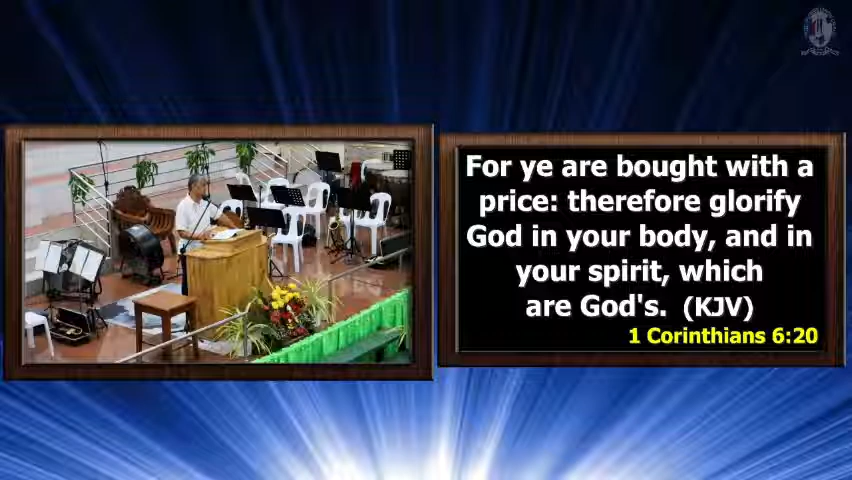 For ye are bought with a
price: therefore glorify
God in your body, and in
your spirit, which
are God's.  (KJV)
1 Corinthians 6:20